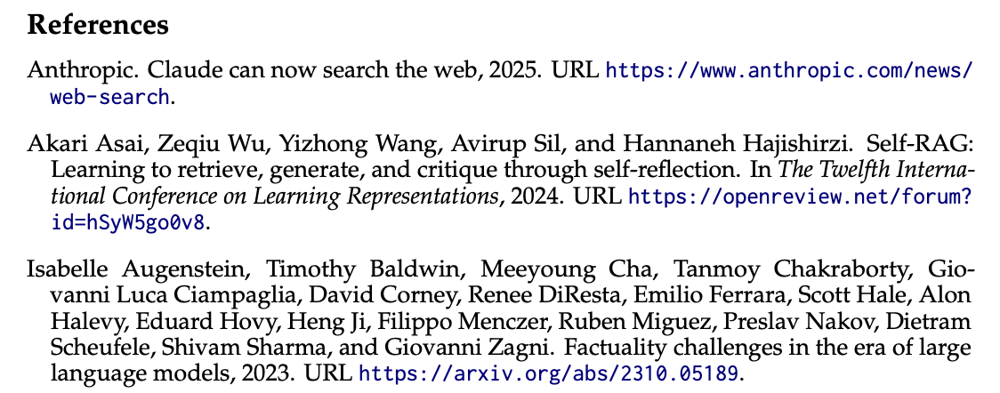 References
Anthropic. Claude can now search the web, 2025. URL https://www.anthropic.com/news/
web-search.
Akari Asai, Zeqiu Wu, Yizhong Wang, Avirup Sil, and Hannaneh Hajishirzi. Self-RAG:
Learning to retrieve, generate, and critique through self-reflection. In The Twelfth Interna-
tional Conference on Learning Representations, 2024. URL https://openreview.net/forum?
id=hSyW5go0v8.
Isabelle Augenstein, Timothy Baldwin, Meeyoung Cha, Tanmoy Chakraborty, Gio-
vanni Luca Ciampaglia, David Corney, Renee DiResta, Emilio Ferrara, Scott Hale, Alon
Halevy, Eduard Hovy, Heng Ji, Filippo Menczer, Ruben Miguez, Preslav Nakov, Dietram
Scheufele, Shivam Sharma, and Giovanni Zagni. Factuality challenges in the era of large
language models, 2023. URL https://arxiv.org/abs/2310.05189.